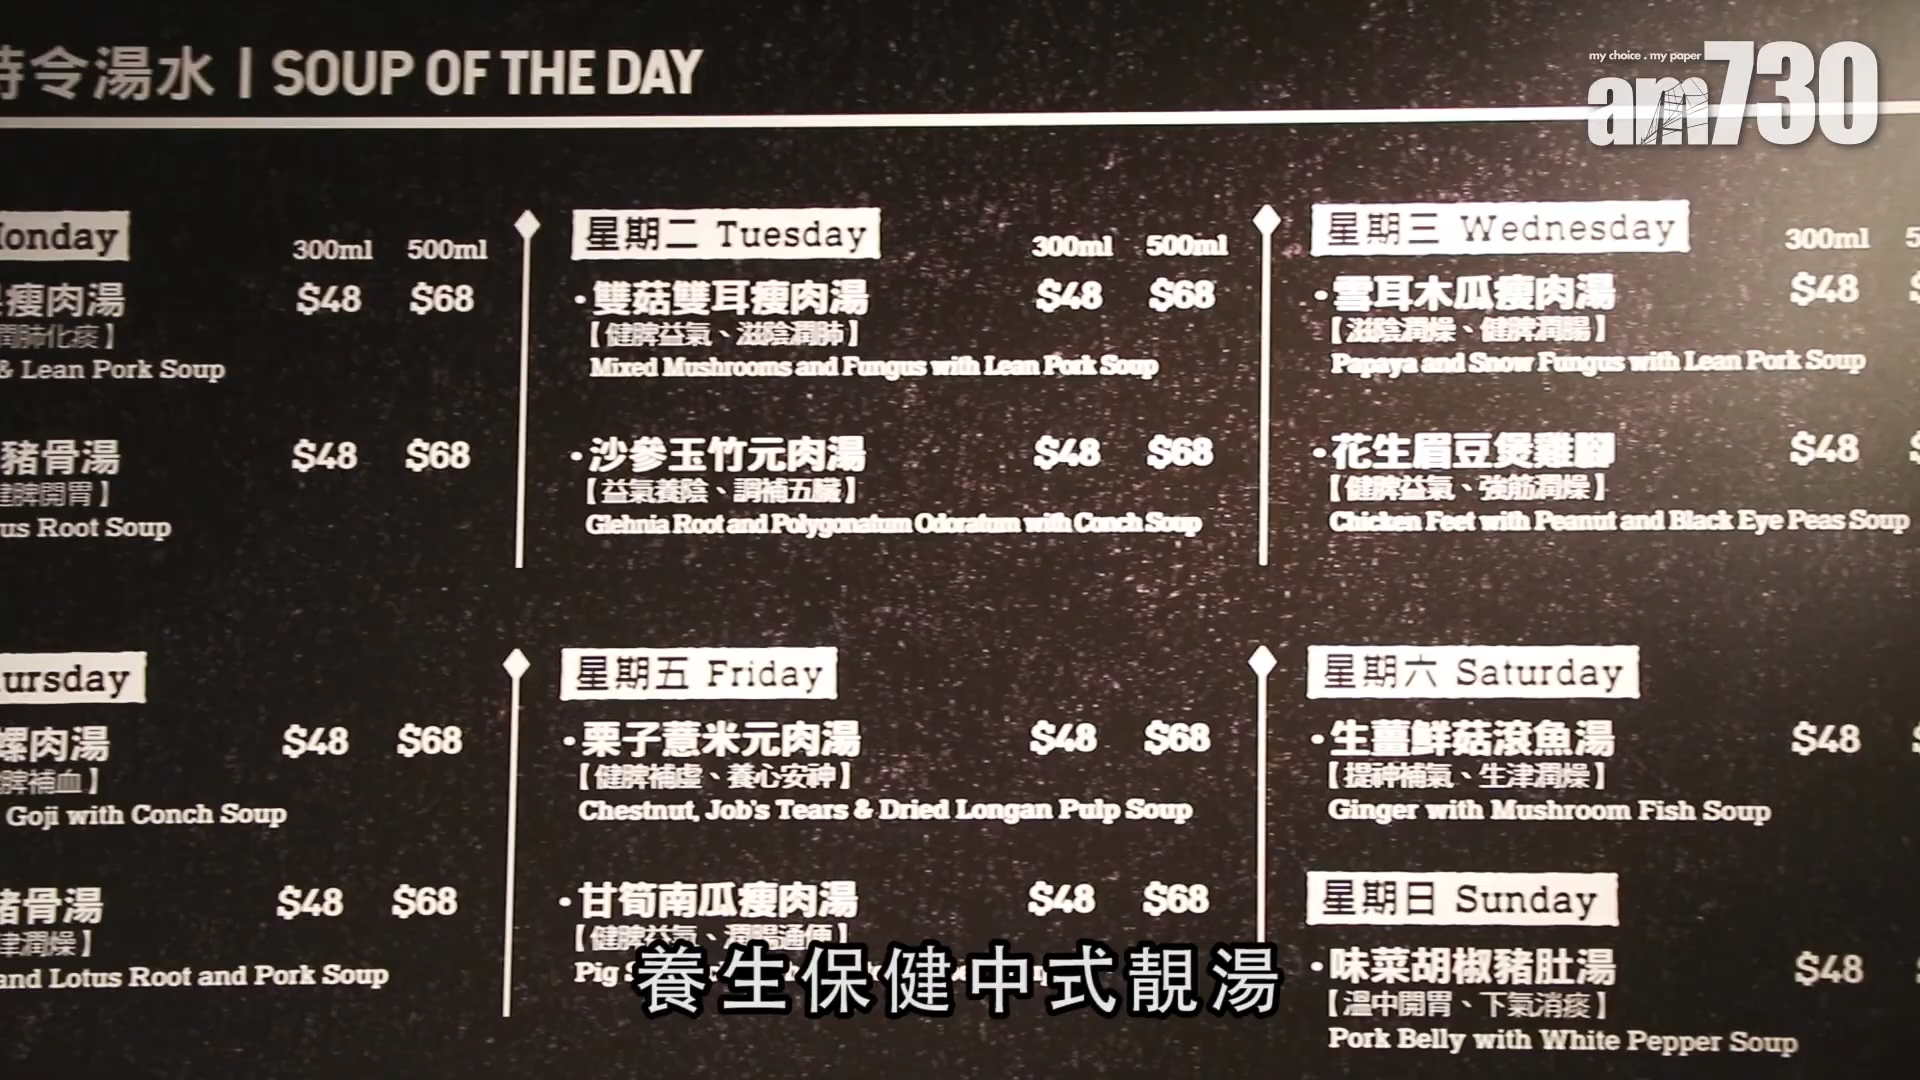 時令湯水 | SOUP OF THE DAY
my choice . my paper
am730
onday 300ml 500ml
瘦肉湯 $48 $68
潤肺化痰】
& Lean Pork Soup
豬骨湯 $48 $68
健脾開胃】
us Root Soup
星期二 Tuesday 300ml 500ml
·雙菇雙耳瘦肉湯 $48 $68
【健脾益氣、滋陰潤肺】
Mixed Mushrooms and Fungus with Lean Pork Soup
·沙參玉竹元肉湯 $48 $68
【益氣養陰、調補五臟】
Glehnia Root and Polygonatum Odoratum with Conch Soup
星期三 Wednesday 300ml
·雪耳木瓜瘦肉湯 $48
【滋陰潤燥、健脾潤腸】
Papaya and Snow Fungus with Lean Pork Soup
·花生眉豆煲雞腳 $48
【健脾益氣、強筋潤燥】
Chicken Feet with Peanut and Black Eye Peas Soup
ursday
螺肉湯 $48 $68
脾補血】
Goji with Conch Soup
豬骨湯 $48 $68
津潤燥】
and Lotus Root and Pork Soup
星期五 Friday
·栗子薏米元肉湯 $48 $68
【健脾補虛、養心安神】
Chestnut, Job's Tears & Dried Longan Pulp Soup
·甘筍南瓜瘦肉湯 $48 $68
【健脾益氣、潤腸通便】
Pig
星期六 Saturday
·生薑鮮菇滾魚湯 $48
【提神補氣、生津潤燥】
Ginger with Mushroom Fish Soup
星期日 Sunday
·味菜胡椒豬肚湯 $48
【溫中開胃、下氣消痰】
Pork Belly with White Pepper Soup
養生保健中式靚湯